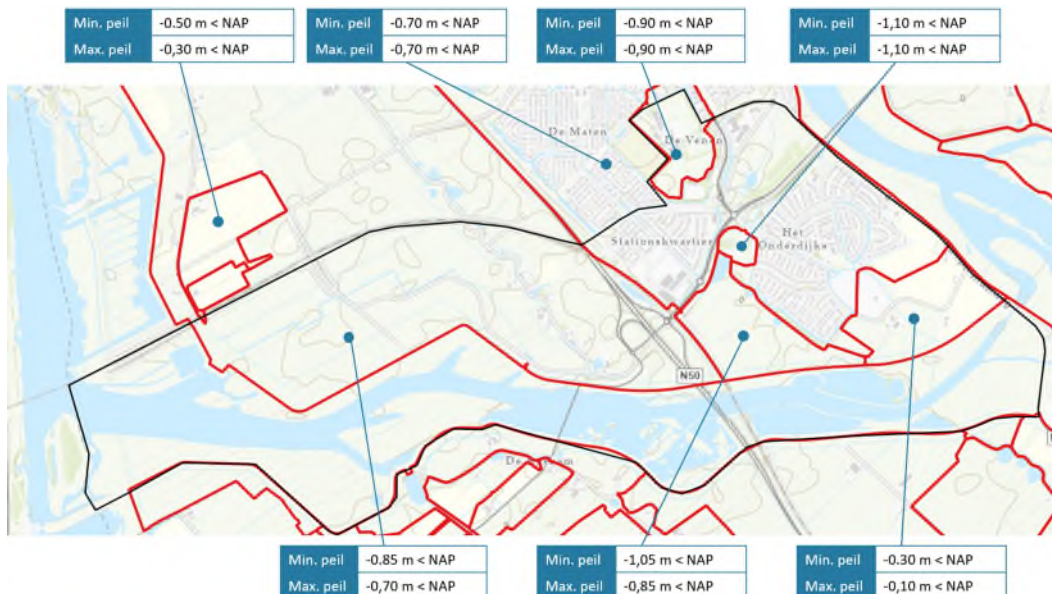 Min. peil -0.50 m < NAP
Max. peil -0,30 m < NAP
Min. peil -0.70 m < NAP
Max. peil -0,70 m < NAP
Min. peil -0.90 m < NAP
Max. peil -0,90 m < NAP
Min. peil -1,10 m < NAP
Max. peil -1,10 m < NAP
De Maten
De Venen
Stationskwartier
Het
Onderdijks
N50
De
Min. peil -0.85 m < NAP
Max. peil -0,70 m < NAP
Min. peil -1,05 m < NAP
Max. peil -0,85 m < NAP
Min. peil -0.30 m < NAP
Max. peil -0,10 m < NAP